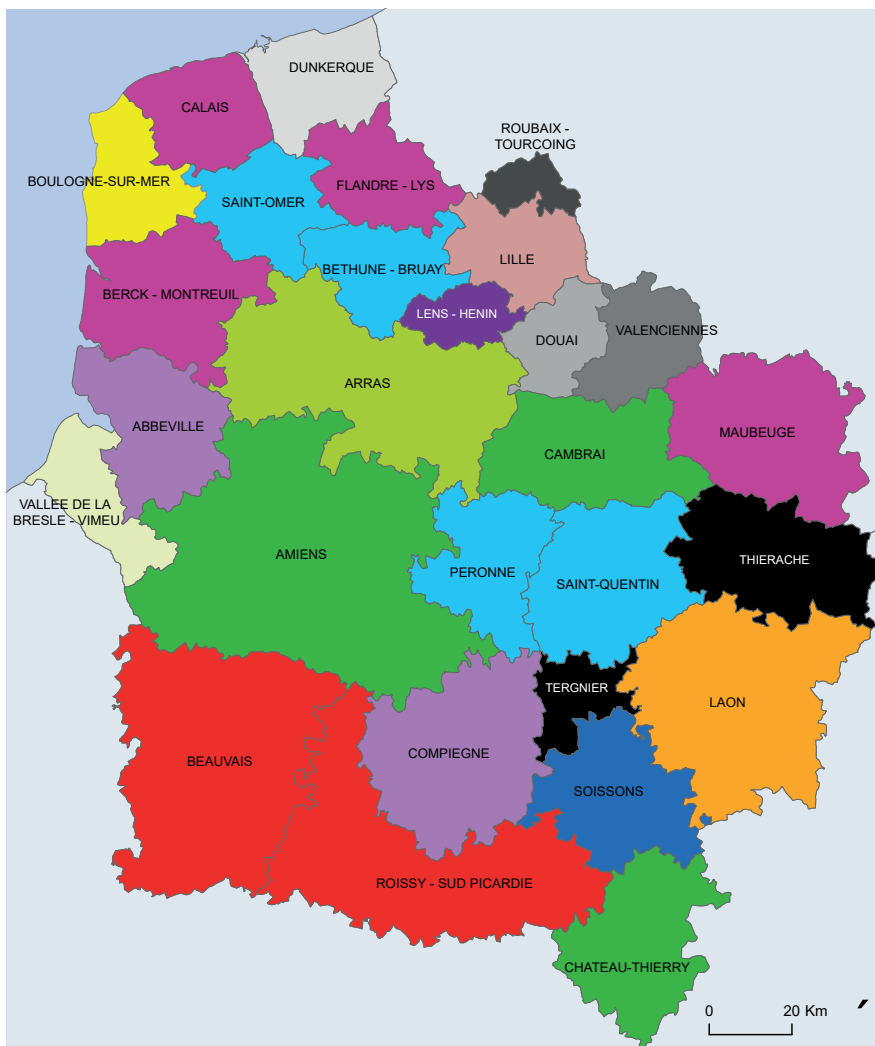 DUNKERQUE
CALAIS
ROUBAIX -
TOURCOING
BOULOGNE-SUR-MER
FLANDRE - LYS
SAINT-OMER
LILLE
BETHUNE - BRUAY
BERCK - MONTREUIL
LENS - HENIN
VALENCIENNES
DOUAI
ARRAS
ABBEVILLE
MAUBEUGE
CAMBRAI
VALLEE DE LA
BRESLE - VIMEU
AMIENS
THIERACHE
PERONNE
SAINT-QUENTIN
TERGNIER
LAON
COMPIEGNE
BEAUVAIS
SOISSONS
ROISSY - SUD PICARDIE
CHATEAU-THIERRY
0 20 Km